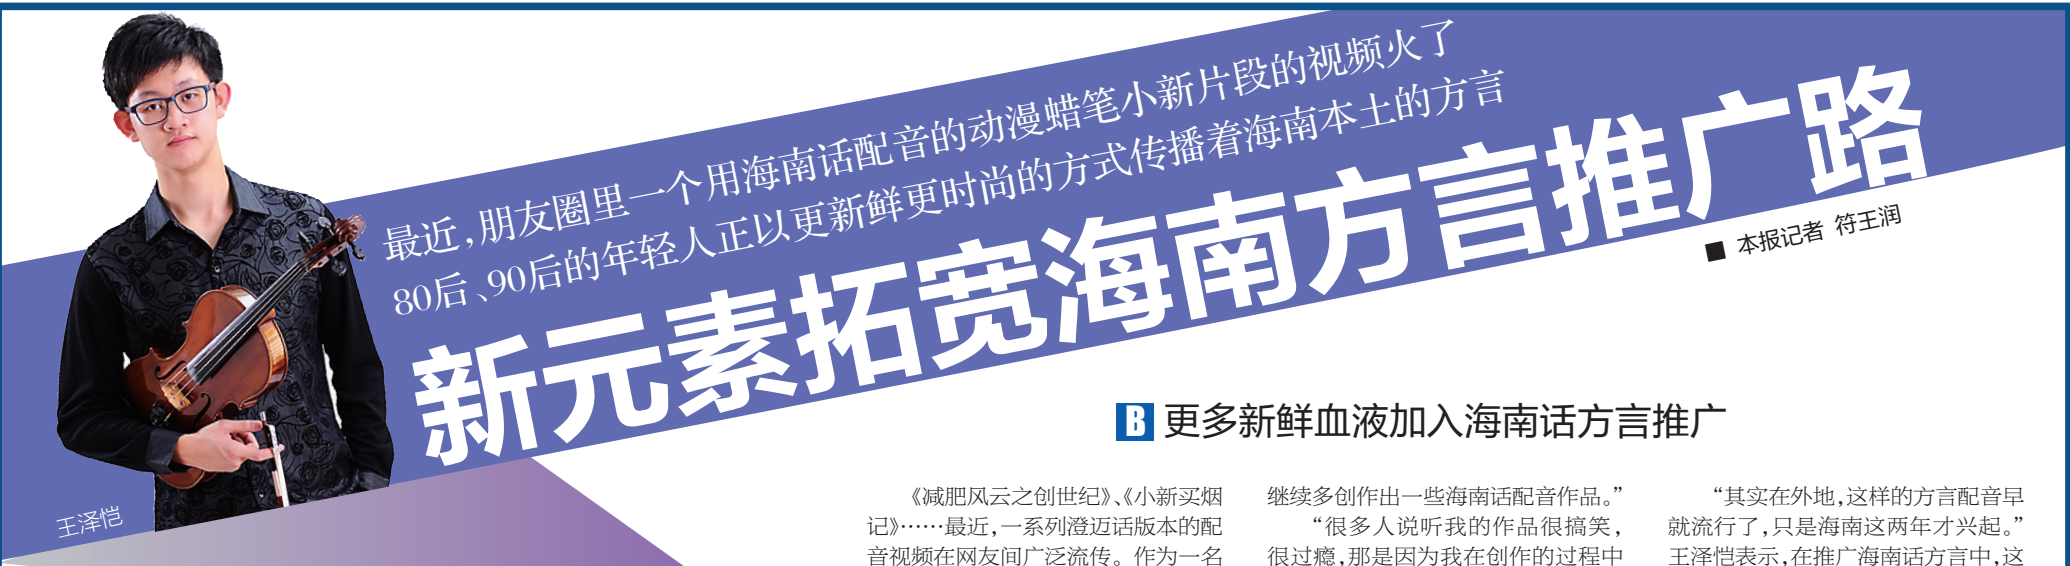 最近，朋友圈里一个用海南话配音的动漫蜡笔小新片段的视频火了
80后、90后的年轻人正以更新鲜更时尚的方式传播着海南本土的方言
新元素拓宽海南方言推广路
■ 本报记者 符王润
王泽恺
B 更多新鲜血液加入海南话方言推广
《减肥风云之创世纪》、《小新买烟
记》……最近，一系列澄迈话版本的配
音视频在网友间广泛流传。作为一名
继续多创作出一些海南话配音作品。”
“很多人说听我的作品很搞笑，
很过瘾，那是因为我在创作的过程中
“其实在外地，这样的方言配音早
就流行了，只是海南这两年才兴起。”
王泽恺表示，在推广海南话方言中，这